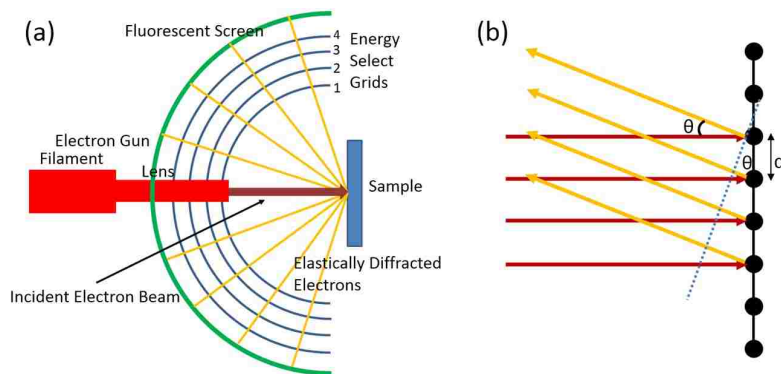 (a)
Fluorescent Screen
4
3
2
1
Energy
Select
Grids
Electron Gun
Filament
Lens
Sample
Elastically Diffracted
Electrons
Incident Electron Beam
(b)
θ
θ
d